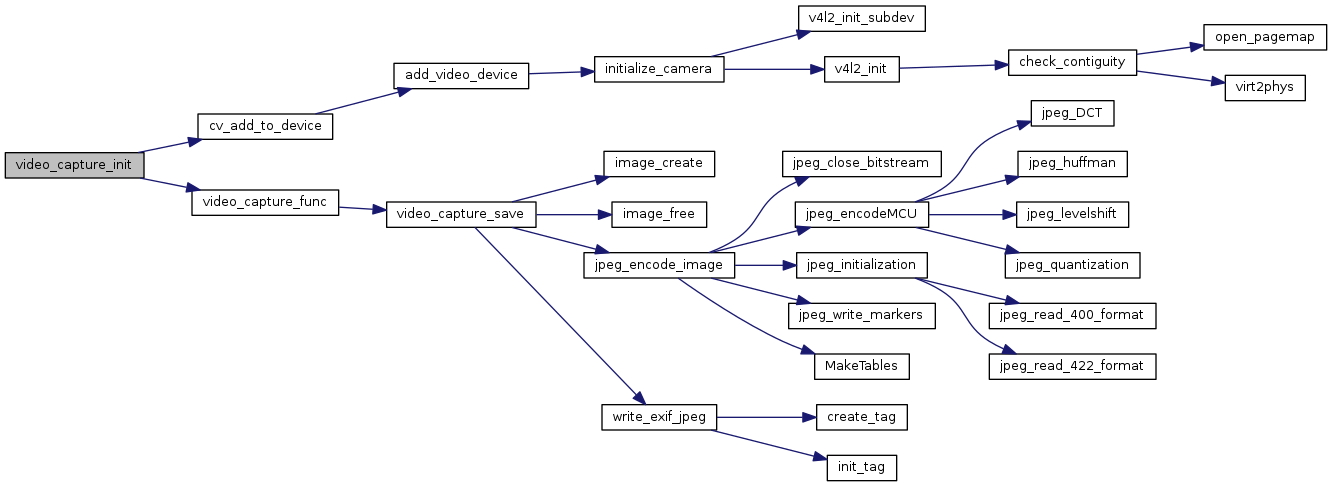 v4l2_init_subdev
open_pagemap
add_video_device
initialize_camera
v4l2_init
check_contiguity
virt2phys
cv_add_to_device
jpeg_DCT
video_capture_init
image_create
jpeg_close_bitstream
jpeg_huffman
video_capture_func
video_capture_save
image_free
jpeg_encodeMCU
jpeg_levelshift
jpeg_encode_image
jpeg_initialization
jpeg_quantization
jpeg_write_markers
jpeg_read_400_format
MakeTables
jpeg_read_422_format
write_exif_jpeg
create_tag
init_tag